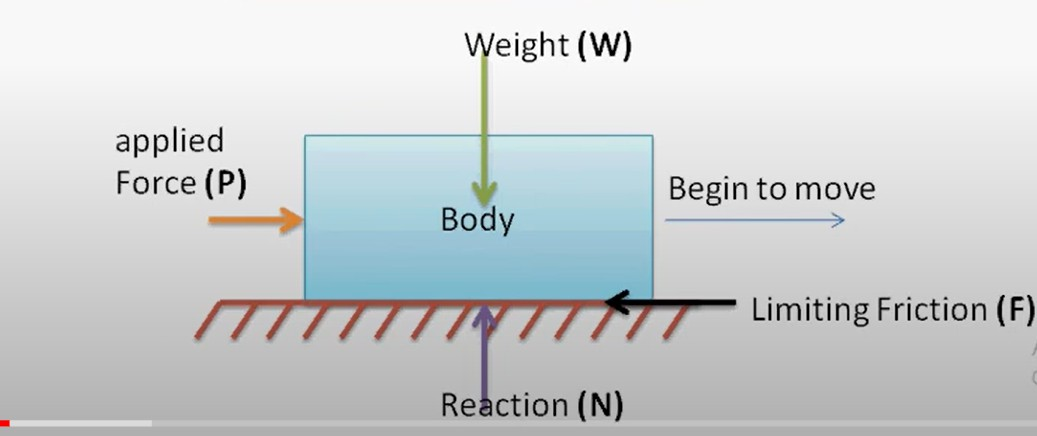 Weight (W)
applied
Force (P)
Begin to move
Body
Limiting Friction (F)
Reaction (N)